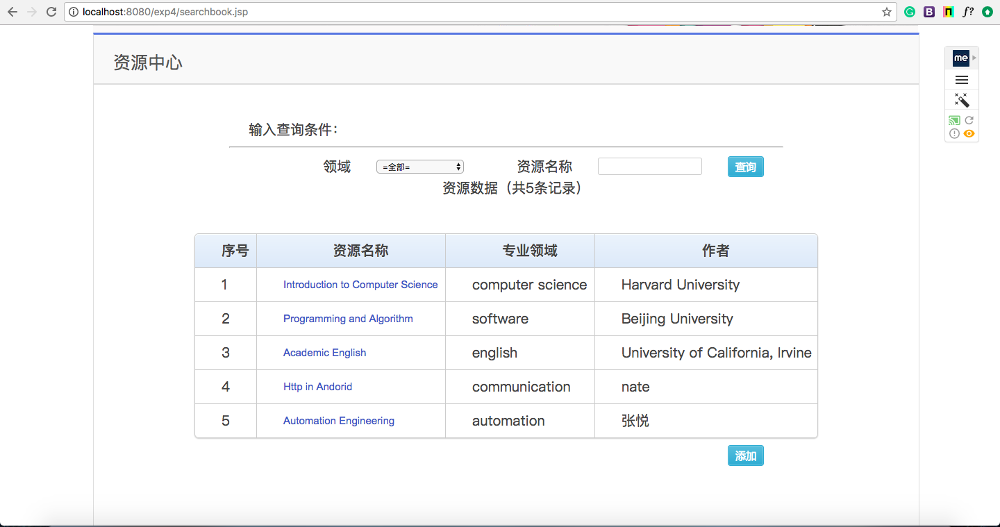 localhost:8080/exp4/searchbook.jsp
B
f?
资源中心
me
输入查询条件:
领域 =全部= 资源名称 查询
资源数据（共5条记录）
序号 资源名称 专业领域 作者
1 Introduction to Computer Science computer science Harvard University
2 Programming and Algorithm software Beijing University
3 Academic English english University of California, Irvine
4 Http in Andorid communication nate
5 Automation Engineering automation 张悦
添加